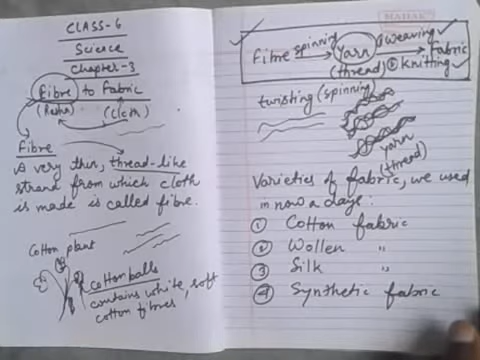 CLASS-6
Science
Chapter-3
Fibre to Fabric
(Cloth)
Fibre
A very thin, thread-like
strand from which cloth
is made is called fibre.
Cotton plant
Cotton balls
contains white, soft
cotton fibres
Fibre spinning Yarn ① weaving Fabric
(thread) ② knitting
twisting (spinning)
yarn
(thread)
Varieties of fabric, we used
in now a days:
① Cotton fabric
② Wollen "
③ Silk "
④ Synthetic fabric